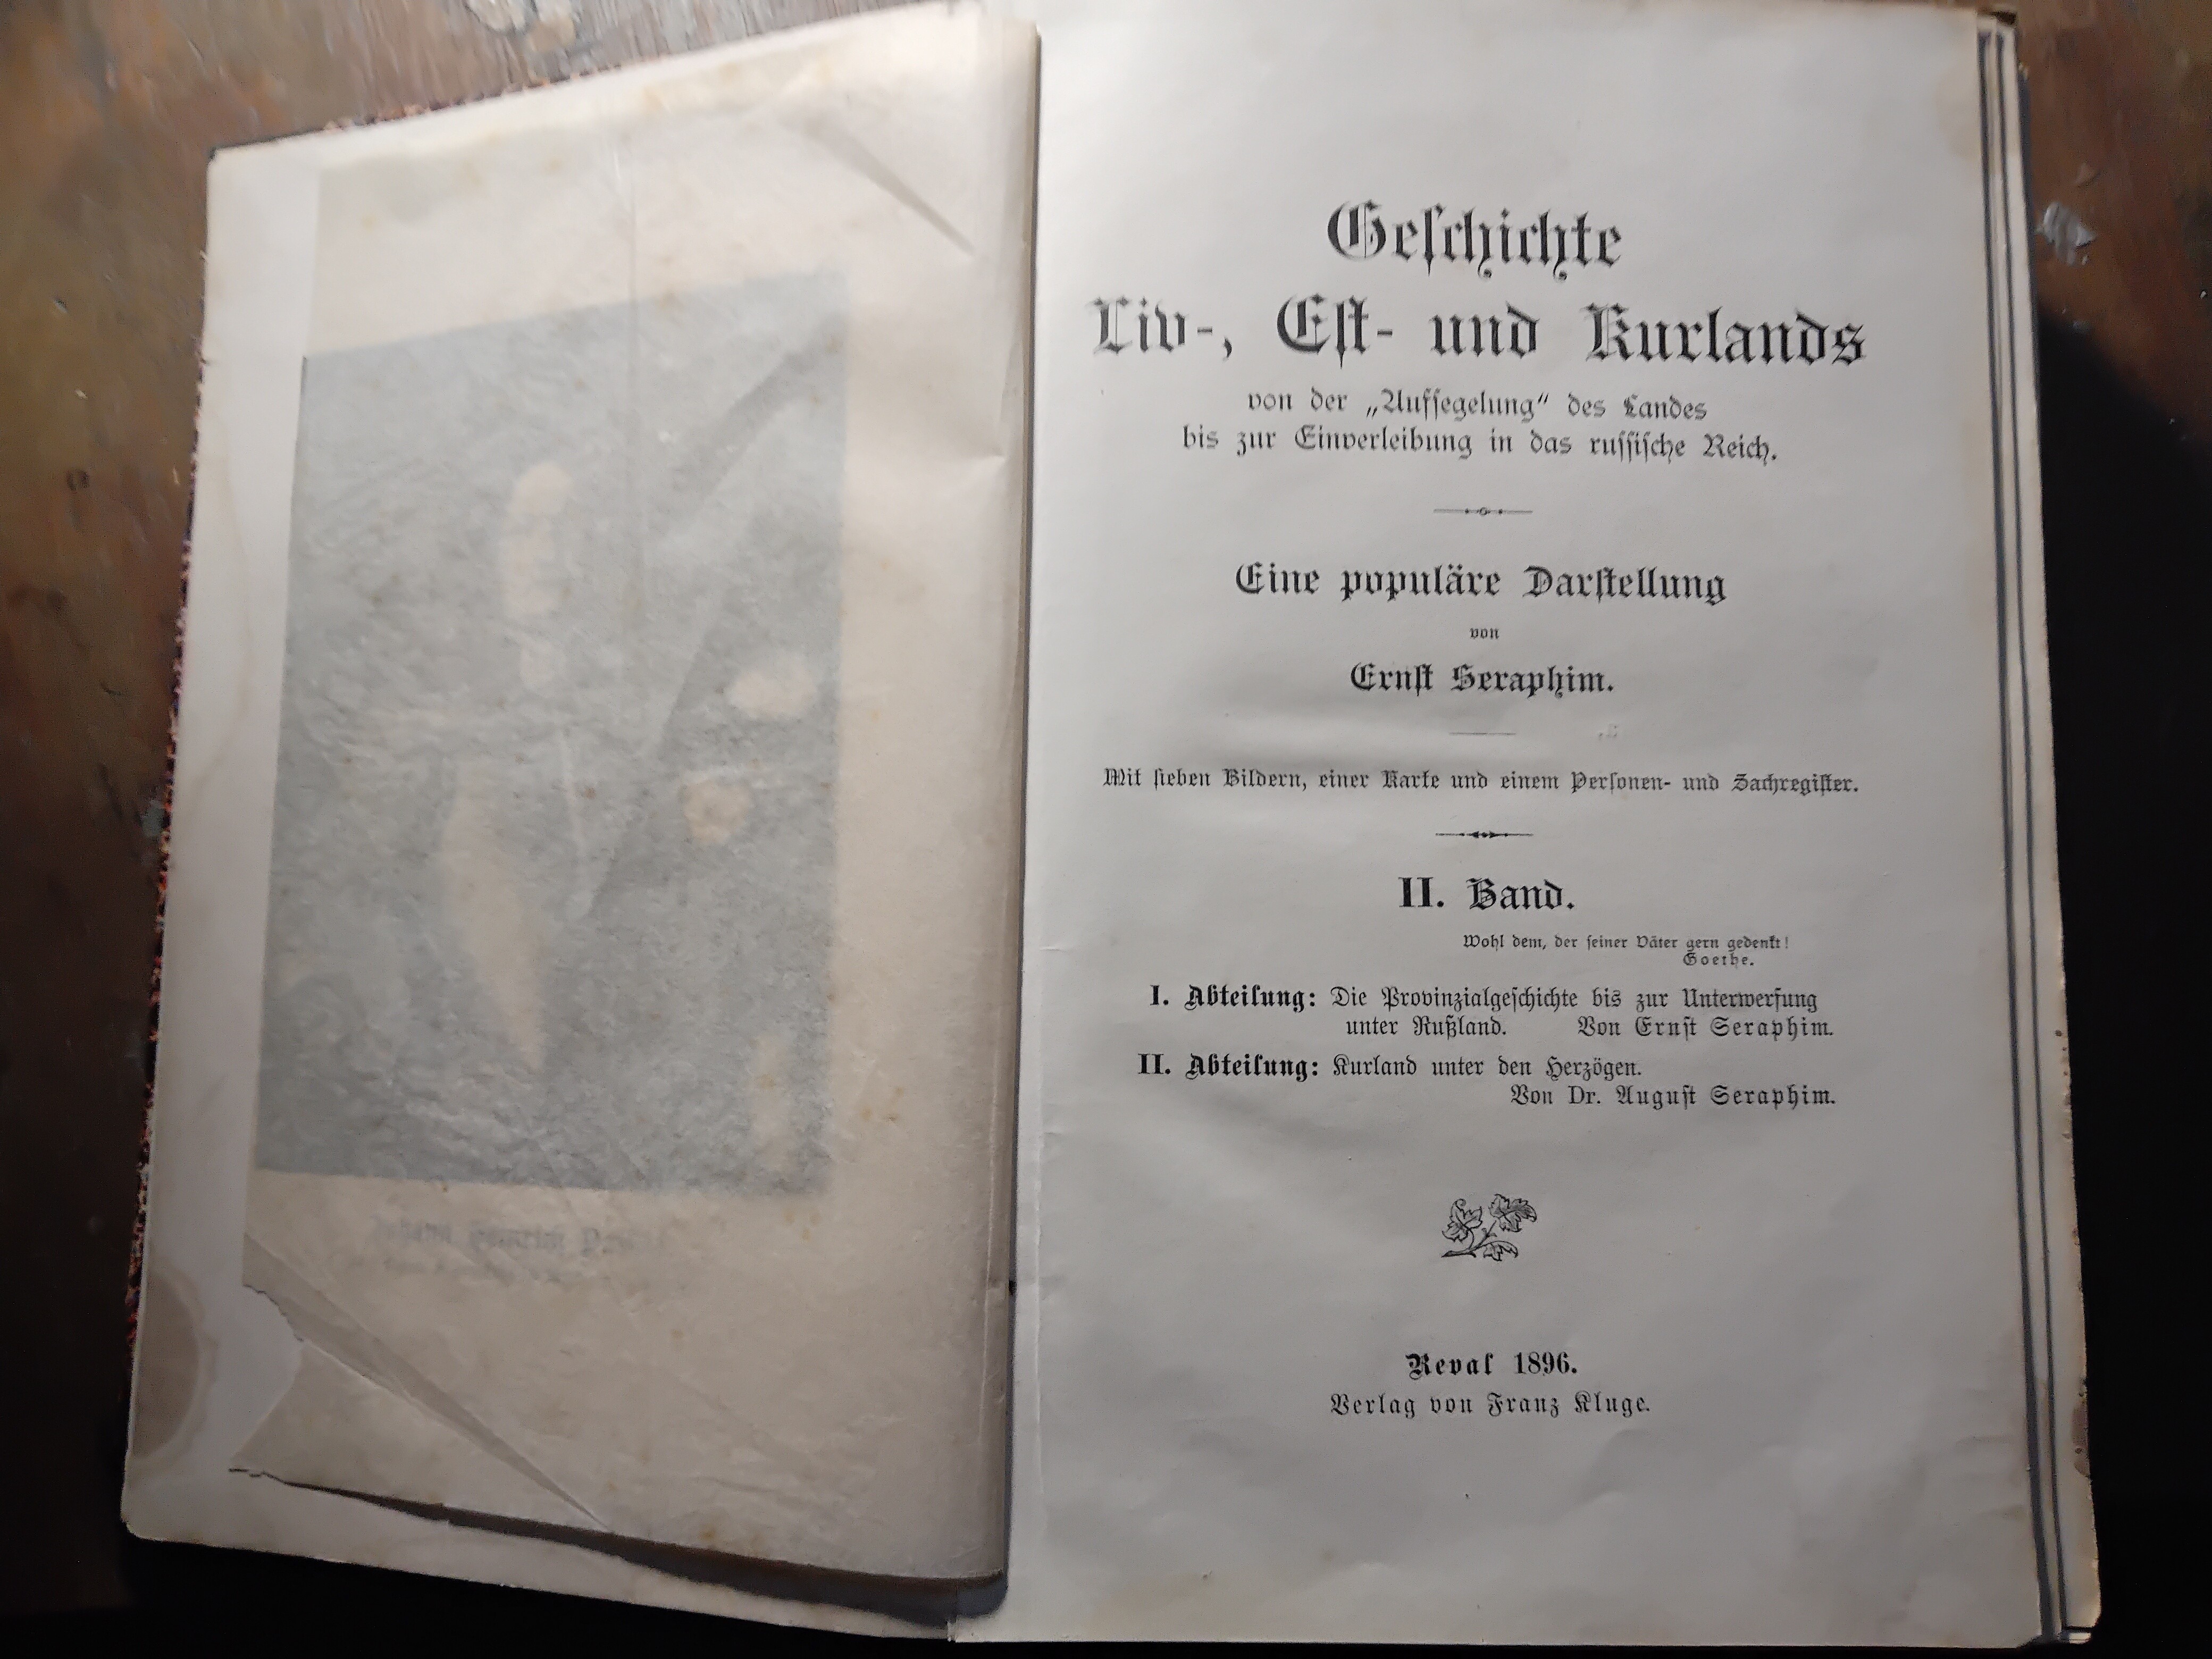 Johann Heinrich
Geschichte
Liv-, Est- und Kurlands
von der „Aufsegelung“ des Landes
bis zur Einverleibung in das russische Reich.
Eine populäre Darstellung
von
Ernst Seraphim.
Mit sieben Bildern, einer Karte und einem Personen- und Sachregister.
II. Band.
Wohl dem, der seiner Väter gern gedenkt!
Goethe.
I. Abteilung: Die Provinzialgeschichte bis zur Unterwerfung
unter Rußland. Von Ernst Seraphim.
II. Abteilung: Kurland unter den Herzögen.
Von Dr. August Seraphim.
Reval 1896.
Verlag von Franz Kluge.